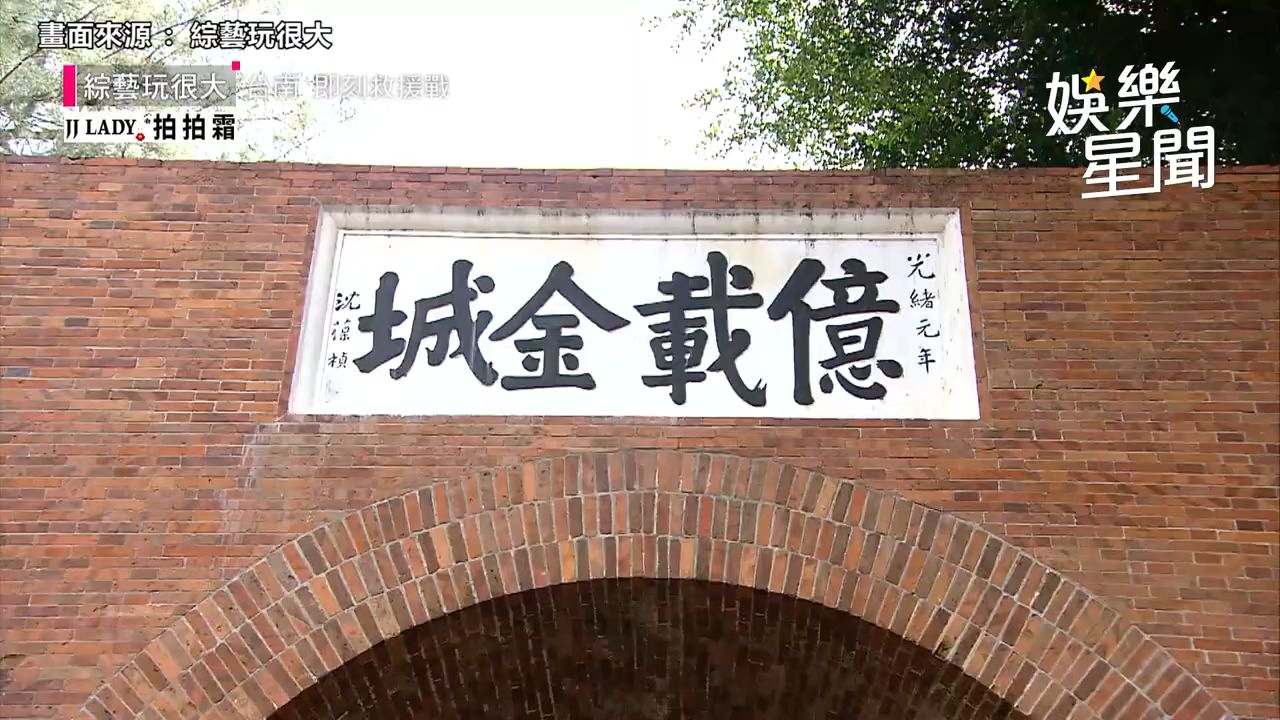 畫面來源 : 綜藝玩很大
綜藝玩很大 台南 即刻救援戰
JJ LADY 拍拍霜
娛樂
星聞
光緒元年
億載金城
沈葆楨